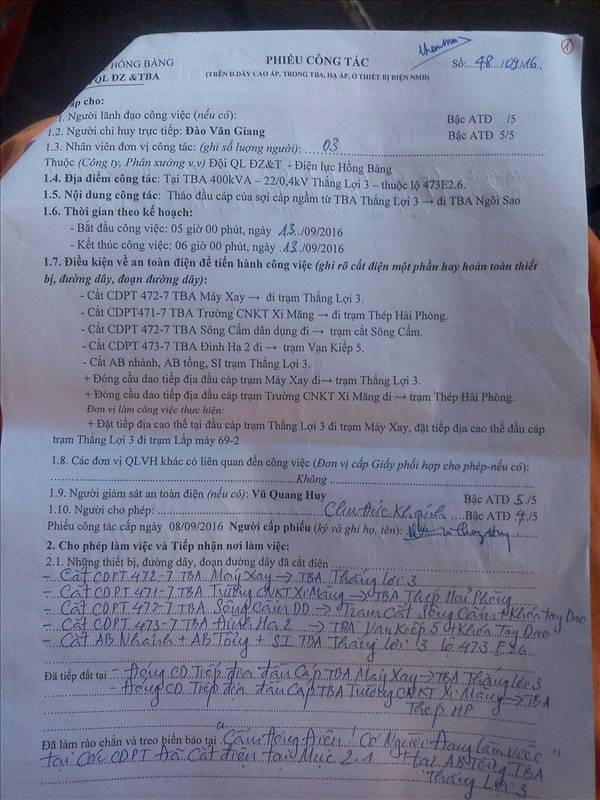 HỒNG BÀNG
QL ĐZ &TBA
PHIẾU CÔNG TÁC
(TRÊN Đ.DÂY CAO ÁP, TRONG TBA, HẠ ÁP, Ở THIẾT BỊ ĐIỆN NMĐ)
Số: 48 /09/16
1
cấp cho:
1. Người lãnh đạo công việc (nếu có): Bậc ATĐ /5
1.2. Người chỉ huy trực tiếp: Đào Văn Giang Bậc ATĐ 5/5
1.3. Nhân viên đơn vị công tác: (ghi số lượng người): 03
Thuộc (Công ty, Phân xưởng v.v) Đội QL ĐZ&T - Điện lực Hồng Bàng
1.4. Địa điểm công tác: Tại TBA 400kVA – 22/0,4kV Thắng Lợi 3 – thuộc lộ 473E2.6.
1.5. Nội dung công tác: Tháo đầu cáp của sợi cáp ngầm từ TBA Thắng Lợi 3 → đi TBA Ngôi Sao
1.6. Thời gian theo kế hoạch:
- Bắt đầu công việc: 05 giờ 00 phút, ngày 13./09/2016
- Kết thúc công việc: 06 giờ 00 phút, ngày .13./09/2016
1.7. Điều kiện về an toàn điện để tiến hành công việc (ghi rõ cắt điện một phần hay hoàn toàn thiết
bị, đường dây, đoạn đường dây):
- Cắt CDPT 472-7 TBA Máy Xay → đi trạm Thắng Lợi 3.
- Cắt CDPT471-7 TBA Trường CNKT Xi Măng → đi trạm Thép Hải Phòng.
- Cắt CDPT 472-7 TBA Sông Cấm dân dụng đi → trạm cắt Sông Cấm.
- Cắt CDPT 473-7 TBA Đình Hạ 2 đi → trạm Vạn Kiếp 5.
- Cắt AB nhánh, AB tổng, SI trạm Thắng Lợi 3.
+ Đóng cầu dao tiếp địa đầu cáp trạm Máy Xay đi→ trạm Thắng Lợi 3.
+ Đóng cầu dao tiếp địa đầu cáp trạm Trường CNKT Xi Măng đi → trạm Thép Hải Phòng.
Đơn vị làm công việc thực hiện:
+ Đặt tiếp địa cao thế tại đầu cáp trạm Thắng Lợi 3 đi trạm Máy Xay, đặt tiếp địa cao thế đầu cáp
trạm Thắng Lợi 3 đi trạm Lắp máy 69-2
1.8. Các đơn vị QLVH khác có liên quan đến công việc (Đơn vị cấp Giấy phối hợp cho phép-nếu có):
Không
1.9. Người giám sát an toàn điện (nếu có): Vũ Quang Huy Bậc ATĐ 5./5
1.10. Người cho phép: Chu Đức Khánh Bậc ATĐ 4./5
Phiếu công tác cấp ngày 08/09/2016 Người cấp phiếu (ký và ghi họ, tên):
2. Cho phép làm việc và Tiếp nhận nơi làm việc:
2.1. Những thiết bị, đường dây, đoạn đường dây đã cắt điện
- Cắt CDPT 472-7 TBA Máy Xay → TBA Thắng Lợi 3
- Cắt CDPT 471-7 TBA Trường CNKT Xi Măng → TBA Thép Hải Phòng
- Cắt CDPT 472-7 TBA Sông Cấm DD → Trạm Cắt Sông Cấm + Khóa Tay Dao
- Cắt CDPT 473-7 TBA Đình Hạ 2 → TBA Vạn Kiếp 5 + Khóa Tay Dao
- Cắt AB Nhánh + AB Tổng + SI TBA Thắng Lợi 3 lộ 473 E2.6
Đã tiếp đất tại - Đóng CD Tiếp địa đầu Cáp TBA Máy Xay → TBA Thắng Lợi 3
- Đóng CD Tiếp địa đầu Cáp TBA Trường CNKT Xi Măng → TBA
Thép HP
Đã làm rào chắn và treo biển báo tại "Cấm đóng Điện! Có Người Đang làm việc"
tại các CDPT Đã Cắt điện tại Mục 2.1 + tại AB Tổng TBA
Thắng Lợi 3